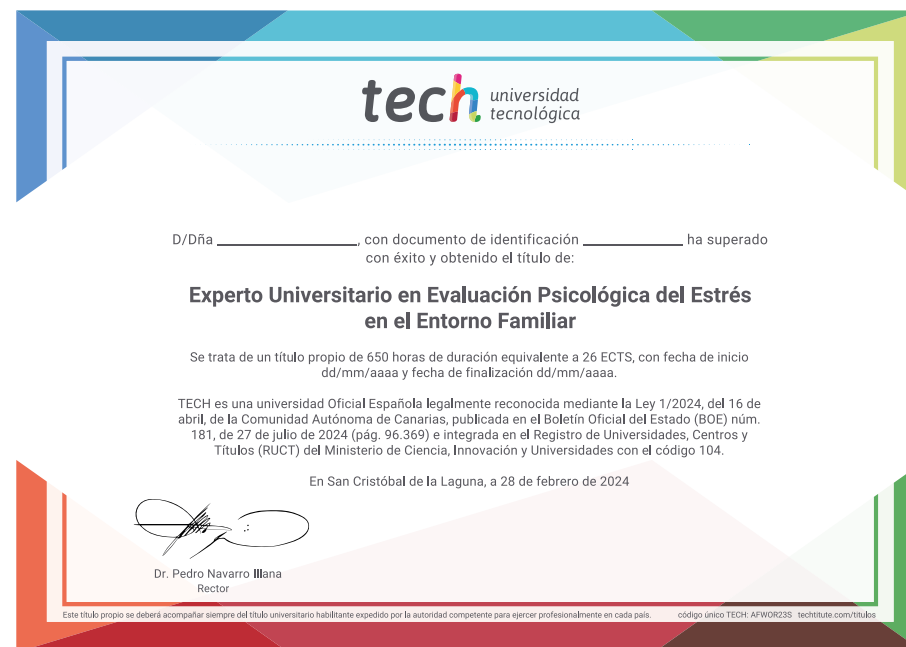 tech universidad
tecnológica
D/Dña ____________, con documento de identificación ____________ ha superado
con éxito y obtenido el título de:
Experto Universitario en Evaluación Psicológica del Estrés
en el Entorno Familiar
Se trata de un título propio de 650 horas de duración equivalente a 26 ECTS, con fecha de inicio
dd/mm/aaaa y fecha de finalización dd/mm/aaaa.
TECH es una universidad Oficial Española legalmente reconocida mediante la Ley 1/2024, del 16 de
abril, de la Comunidad Autónoma de Canarias, publicada en el Boletín Oficial del Estado (BOE) núm.
181, de 27 de julio de 2024 (pág. 96.369) e integrada en el Registro de Universidades, Centros y
Títulos (RUCT) del Ministerio de Ciencia, Innovación y Universidades con el código 104.
En San Cristóbal de la Laguna, a 28 de febrero de 2024
Dr. Pedro Navarro Illana
Rector
Este título propio se deberá acompañar siempre del título universitario habilitante expedido por la autoridad competente para ejercer profesionalmente en cada país. código único TECH: AFWOR23S techtitute.com/titulos